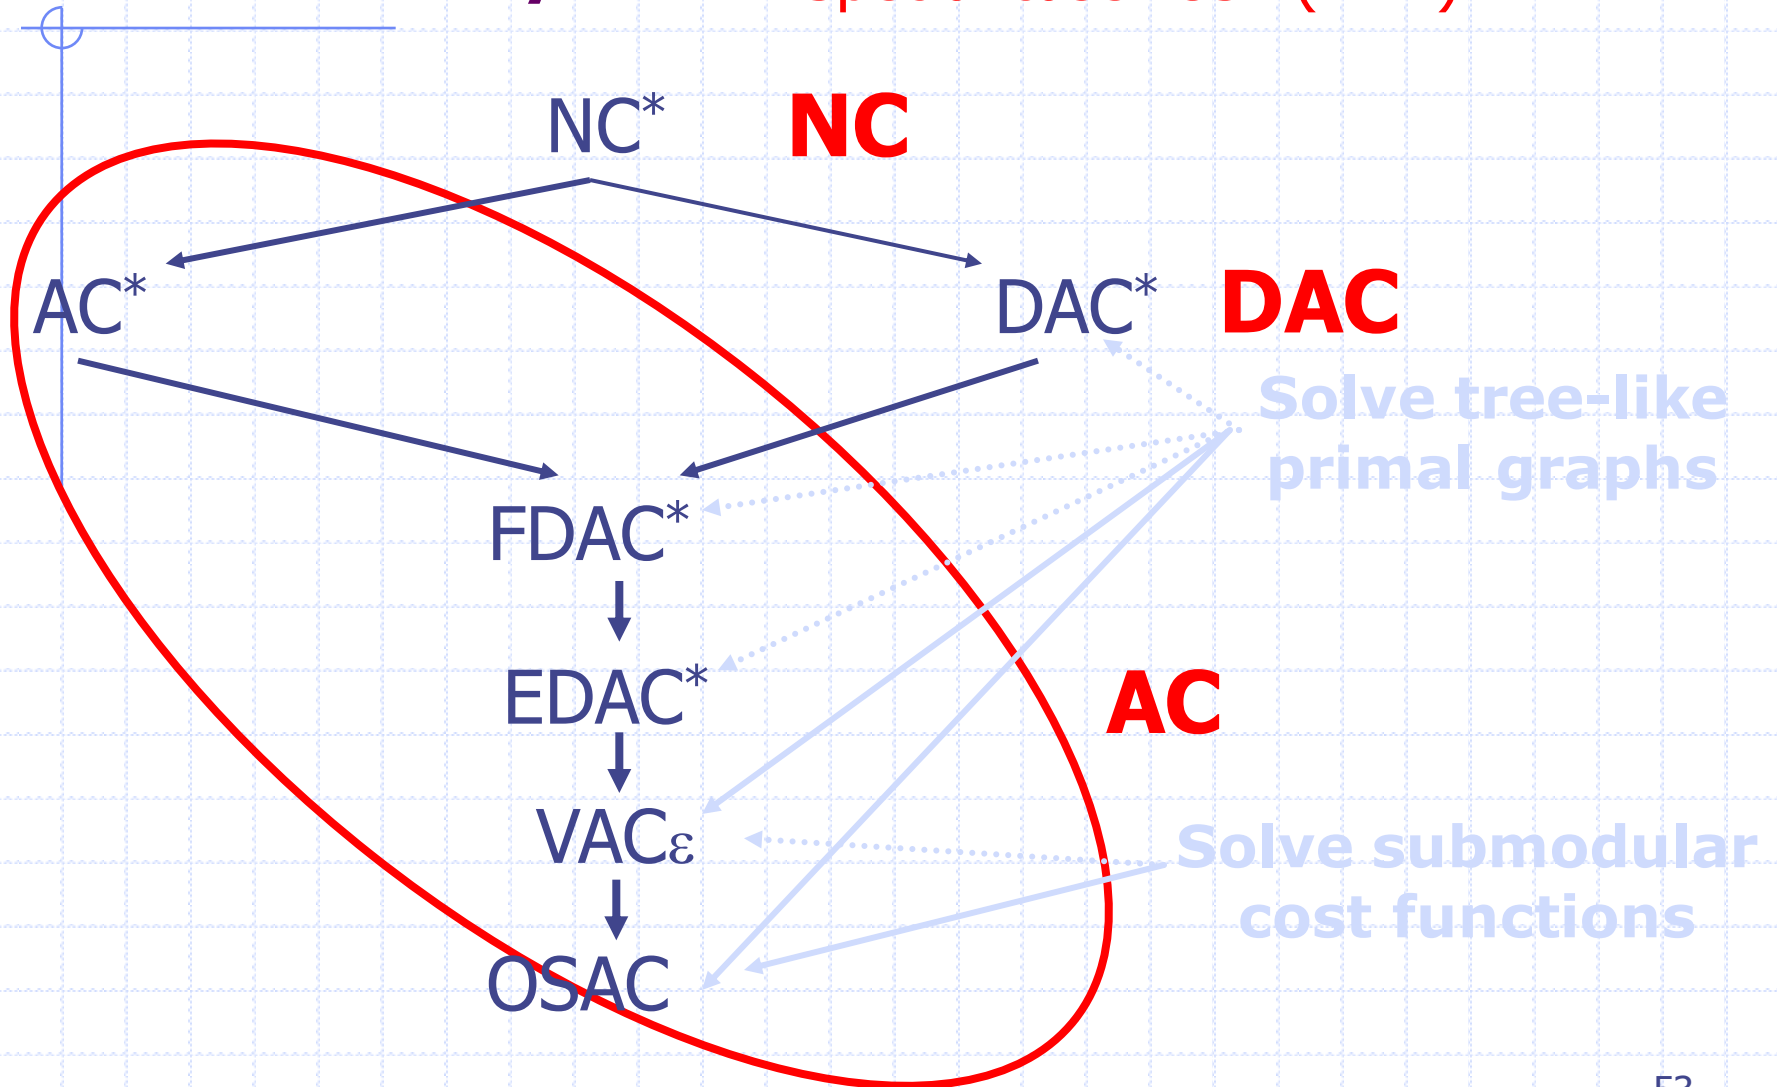 NC* NC
AC* DAC* DAC
Solve tree-like
primal graphs
FDAC*
EDAC* AC
VACε
Solve submodular
cost functions
OSAC